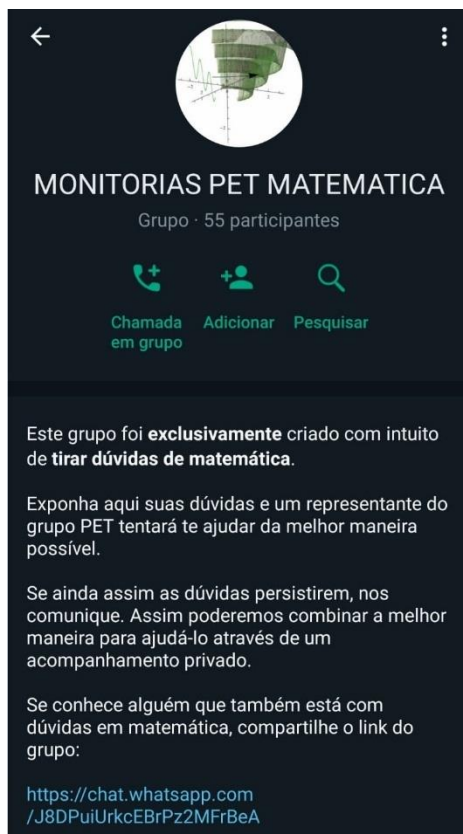 MONITORIAS PET MATEMATICA
Grupo · 55 participantes
Chamada
em grupo
Adicionar
Pesquisar
Este grupo foi exclusivamente criado com intuito
de tirar dúvidas de matemática.
Exponha aqui suas dúvidas e um representante do
grupo PET tentará te ajudar da melhor maneira
possível.
Se ainda assim as dúvidas persistirem, nos
comunique. Assim poderemos combinar a melhor
maneira para ajudá-lo através de um
acompanhamento privado.
Se conhece alguém que também está com
dúvidas em matemática, compartilhe o link do
grupo:
https://chat.whatsapp.com
/J8DPuiUrkcEBrPz2MFrBeA